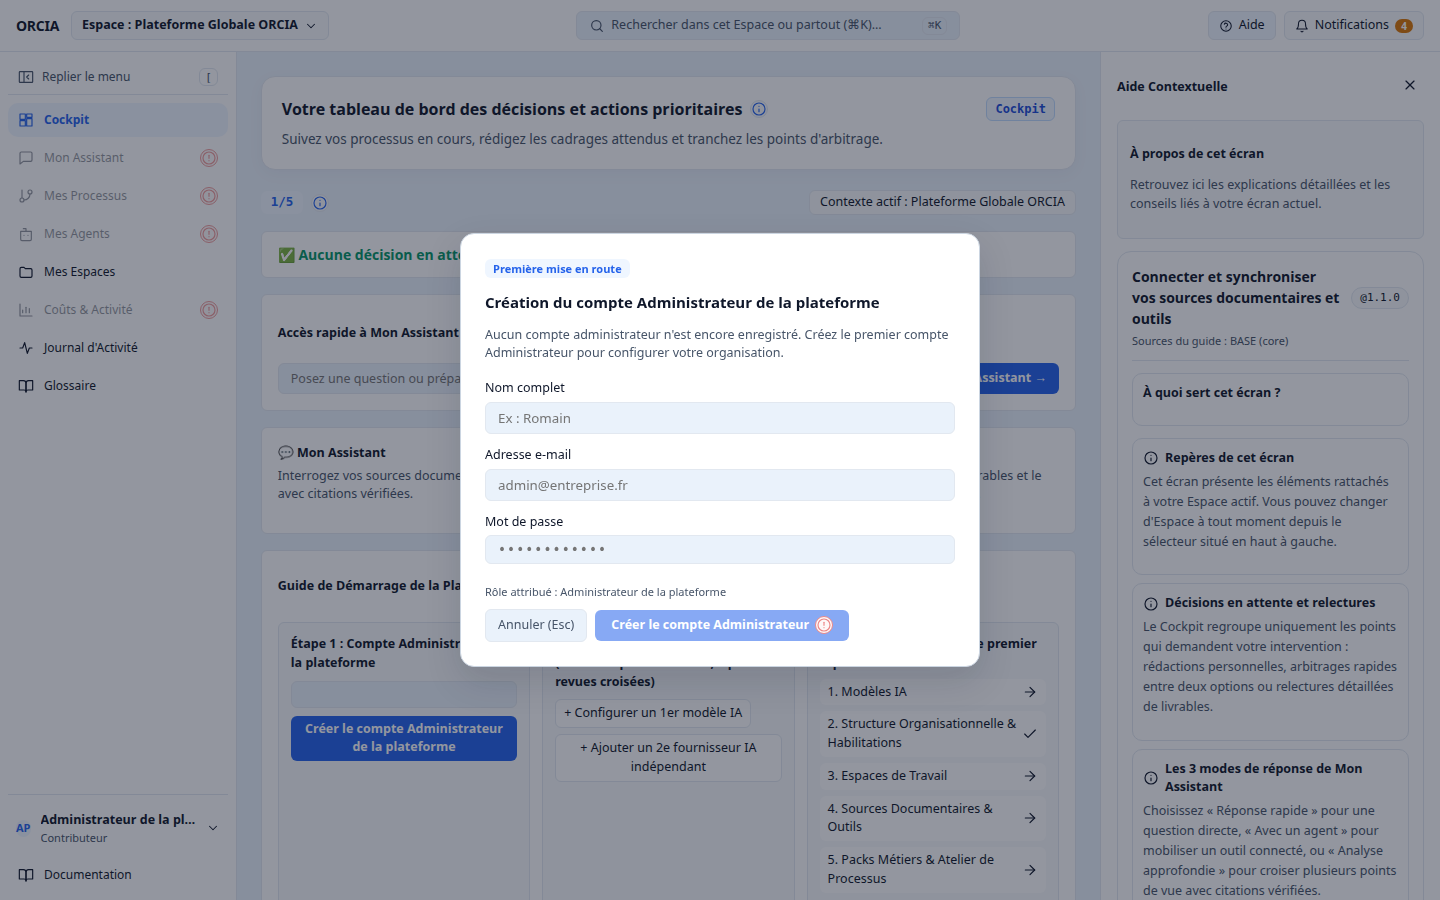 ORCIA
Espace : Plateforme Globale ORCIA
Rechercher dans cet Espace ou partout (⌘K)...
⌘K
Aide
Notifications
4
Replier le menu
[
Cockpit
Mon Assistant
Mes Processus
Mes Agents
Mes Espaces
Coûts & Activité
Journal d'Activité
Glossaire
AP
Administrateur de la pl...
Contributeur
Documentation
Votre tableau de bord des décisions et actions prioritaires
Cockpit
Suivez vos processus en cours, rédigez les cadrages attendus et tranchez les points d'arbitrage.
1/5
Contexte actif : Plateforme Globale ORCIA
✅ Aucune décision en att
Accès rapide à Mon Assistant
Posez une question ou prépa
Assistant →
💬 Mon Assistant
Interrogez vos sources docume
rables et le
avec citations vérifiées.
Guide de Démarrage de la Pla
Étape 1 : Compte Administr
la plateforme
Créer le compte Administrateur
de la plateforme
revues croisées)
+ Configurer un 1er modèle IA
+ Ajouter un 2e fournisseur IA
indépendant
e premier
1. Modèles IA
2. Structure Organisationnelle &
Habilitations
3. Espaces de Travail
4. Sources Documentaires &
Outils
5. Packs Métiers & Atelier de
Processus
Première mise en route
Création du compte Administrateur de la plateforme
Aucun compte administrateur n'est encore enregistré. Créez le premier compte
Administrateur pour configurer votre organisation.
Nom complet
Ex : Romain
Adresse e-mail
admin@entreprise.fr
Mot de passe
••••••••••••
Rôle attribué : Administrateur de la plateforme
Annuler (Esc)
Créer le compte Administrateur
Aide Contextuelle
À propos de cet écran
Retrouvez ici les explications détaillées et les
conseils liés à votre écran actuel.
Connecter et synchroniser
vos sources documentaires et
outils
@1.1.0
Sources du guide : BASE (core)
À quoi sert cet écran ?
Repères de cet écran
Cet écran présente les éléments rattachés
à votre Espace actif. Vous pouvez changer
d'Espace à tout moment depuis le
sélecteur situé en haut à gauche.
Décisions en attente et relectures
Le Cockpit regroupe uniquement les points
qui demandent votre intervention :
rédactions personnelles, arbitrages rapides
entre deux options ou relectures détaillées
de livrables.
Les 3 modes de réponse de Mon
Assistant
Choisissez « Réponse rapide » pour une
question directe, « Avec un agent » pour
mobiliser un outil connecté, ou « Analyse
approfondie » pour croiser plusieurs points
de vue avec citations vérifiées.